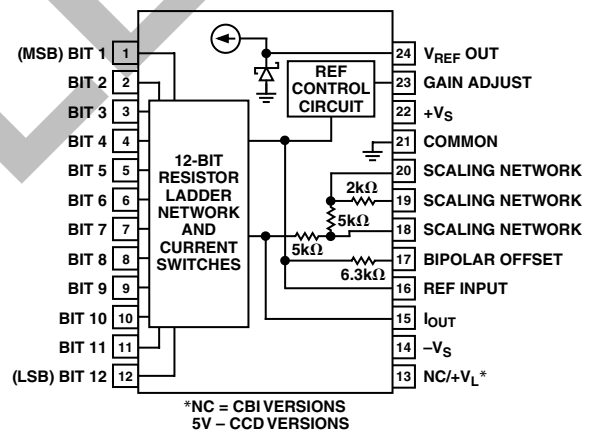 (MSB) BIT 1 1
BIT 2 2
BIT 3 3
BIT 4 4
BIT 5 5
BIT 6 6
BIT 7 7
BIT 8 8
BIT 9 9
BIT 10 10
BIT 11 11
(LSB) BIT 12 12
12-BIT
RESISTOR
LADDER
NETWORK
AND
CURRENT
SWITCHES
REF
CONTROL
CIRCUIT
2kΩ
5kΩ
5kΩ
6.3kΩ
24 VREF OUT
23 GAIN ADJUST
22 +VS
21 COMMON
20 SCALING NETWORK
19 SCALING NETWORK
18 SCALING NETWORK
17 BIPOLAR OFFSET
16 REF INPUT
15 IOUT
14 –VS
13 NC/+VL*
*NC = CBI VERSIONS
5V – CCD VERSIONS